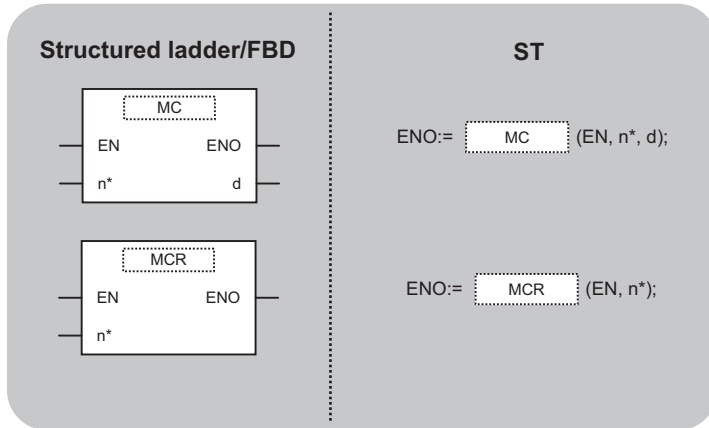 Structured ladder/FBD
MC
EN ENO
n* d
MCR
EN ENO
n*
ST
ENO:= MC (EN, n*, d);
ENO:= MCR (EN, n*);